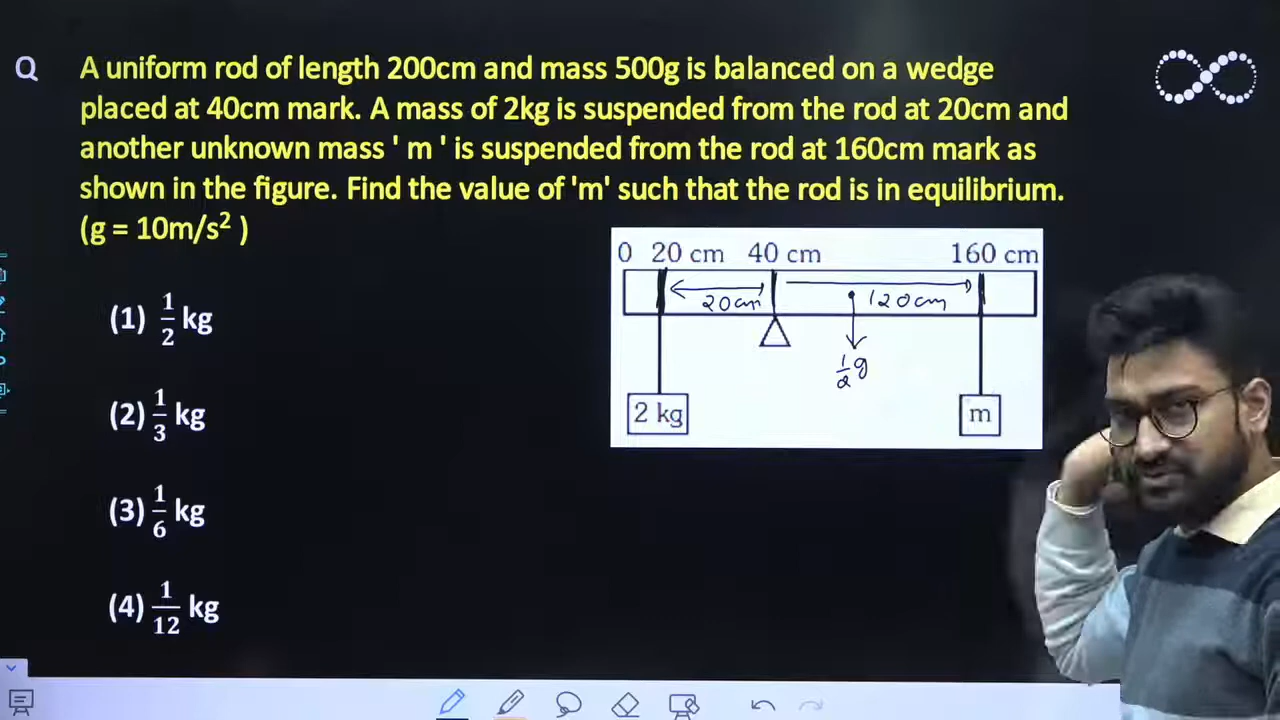 Q A uniform rod of length 200cm and mass 500g is balanced on a wedge
placed at 40cm mark. A mass of 2kg is suspended from the rod at 20cm and
another unknown mass ' m ' is suspended from the rod at 160cm mark as
shown in the figure. Find the value of 'm' such that the rod is in equilibrium.
(g = 10m/s² )
0 20 cm 40 cm 160 cm
20cm 120cm
1/2 g
2 kg m
(1) 1/2 kg
(2) 1/3 kg
(3) 1/6 kg
(4) 1/12 kg